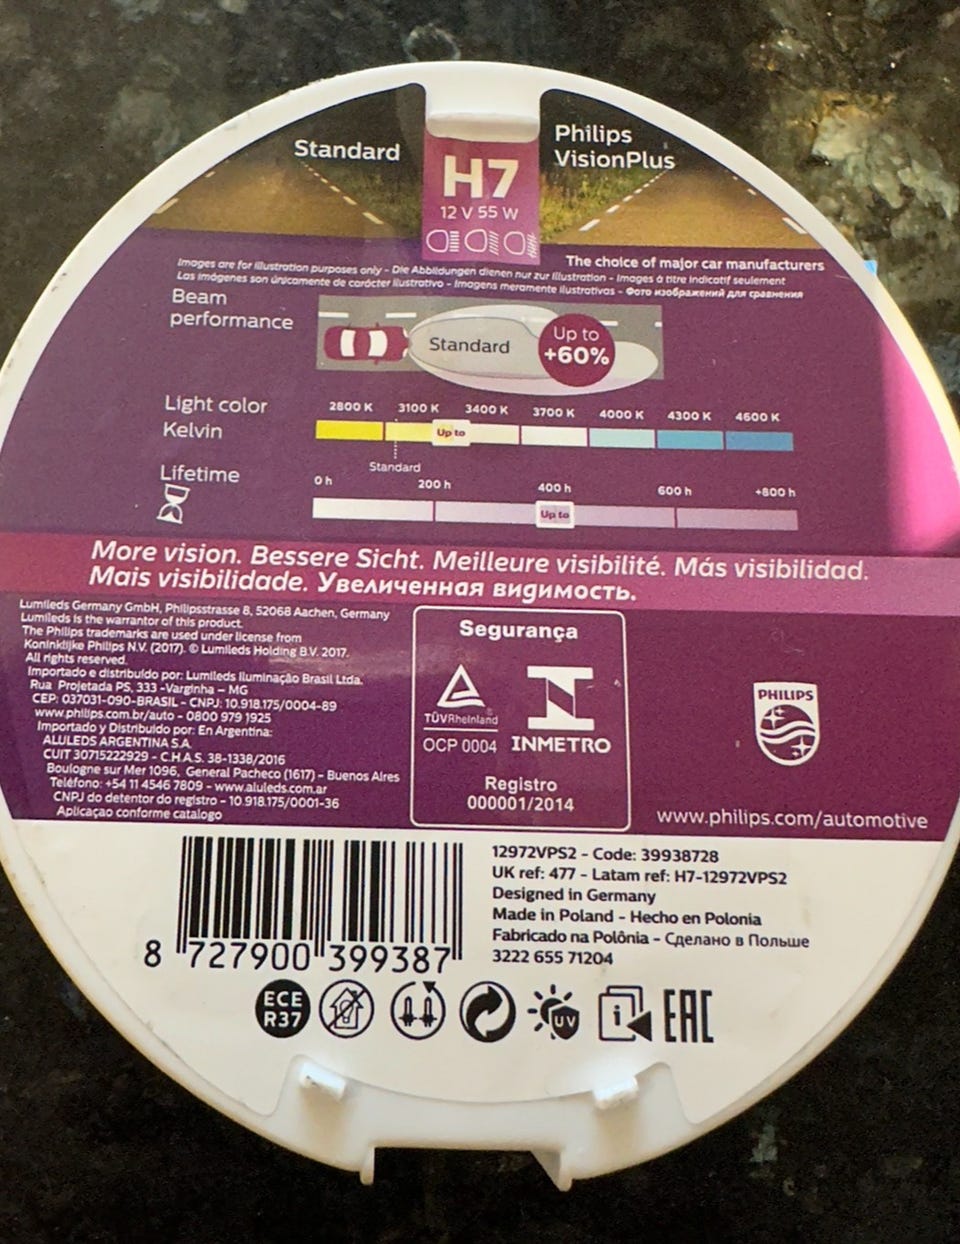 Standard
H7
12 V 55 W
Philips
VisionPlus
The choice of major car manufacturers
Images are for illustration purposes only - Die Abbildungen dienen nur zur Illustration - Images à titre indicatif seulement
Las imágenes son únicamente de carácter ilustrativo - Imagens meramente ilustrativas - Фото изображений для сравнения
Beam
performance
Standard
Up to
+60%
Light color
Kelvin
2800 K 3100 K 3400 K 3700 K 4000 K 4300 K 4600 K
Up to
Standard
Lifetime
0 h 200 h 400 h 600 h +800 h
Up to
More vision. Bessere Sicht. Meilleure visibilité. Más visibilidad.
Mais visibilidade. Увеличенная видимость.
Lumileds Germany GmbH, Philipsstrasse 8, 52068 Aachen, Germany
Lumileds is the warrantor of this product.
The Philips trademarks are used under license from
Koninklijke Philips N.V. (2017). © Lumileds Holding B.V. 2017.
All rights reserved.
Importado e distribuído por: Lumileds Iluminação Brasil Ltda.
Rua Projetada PS, 333 -Varginha – MG
CEP: 037031-090-BRASIL - CNPJ: 10.918.175/0004-89
www.philips.com.br/auto - 0800 979 1925
Importado y Distribuido por: En Argentina:
ALULEDS ARGENTINA S.A.
CUIT 30715222929 - C.H.A.S. 38-1338/2016
Boulogne sur Mer 1096, General Pacheco (1617) - Buenos Aires
Teléfono: +54 11 4546 7809 - www.aluleds.com.ar
CNPJ do detentor do registro - 10.918.175/0001-36
Aplicaçao conforme catalogo
Segurança
TÜVRheinland
OCP 0004
INMETRO
Registro
000001/2014
PHILIPS
www.philips.com/automotive
8 727900 399387
12972VPS2 - Code: 39938728
UK ref: 477 - Latam ref: H7-12972VPS2
Designed in Germany
Made in Poland - Hecho en Polonia
Fabricado na Polônia - Сделано в Польше
3222 655 71204
ECE
R37
UV
i
EAC